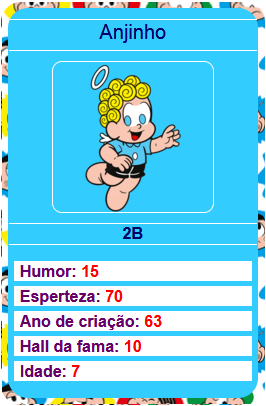 Anjinho
2B
Humor: 15
Esperteza: 70
Ano de criação: 63
Hall da fama: 10
Idade: 7